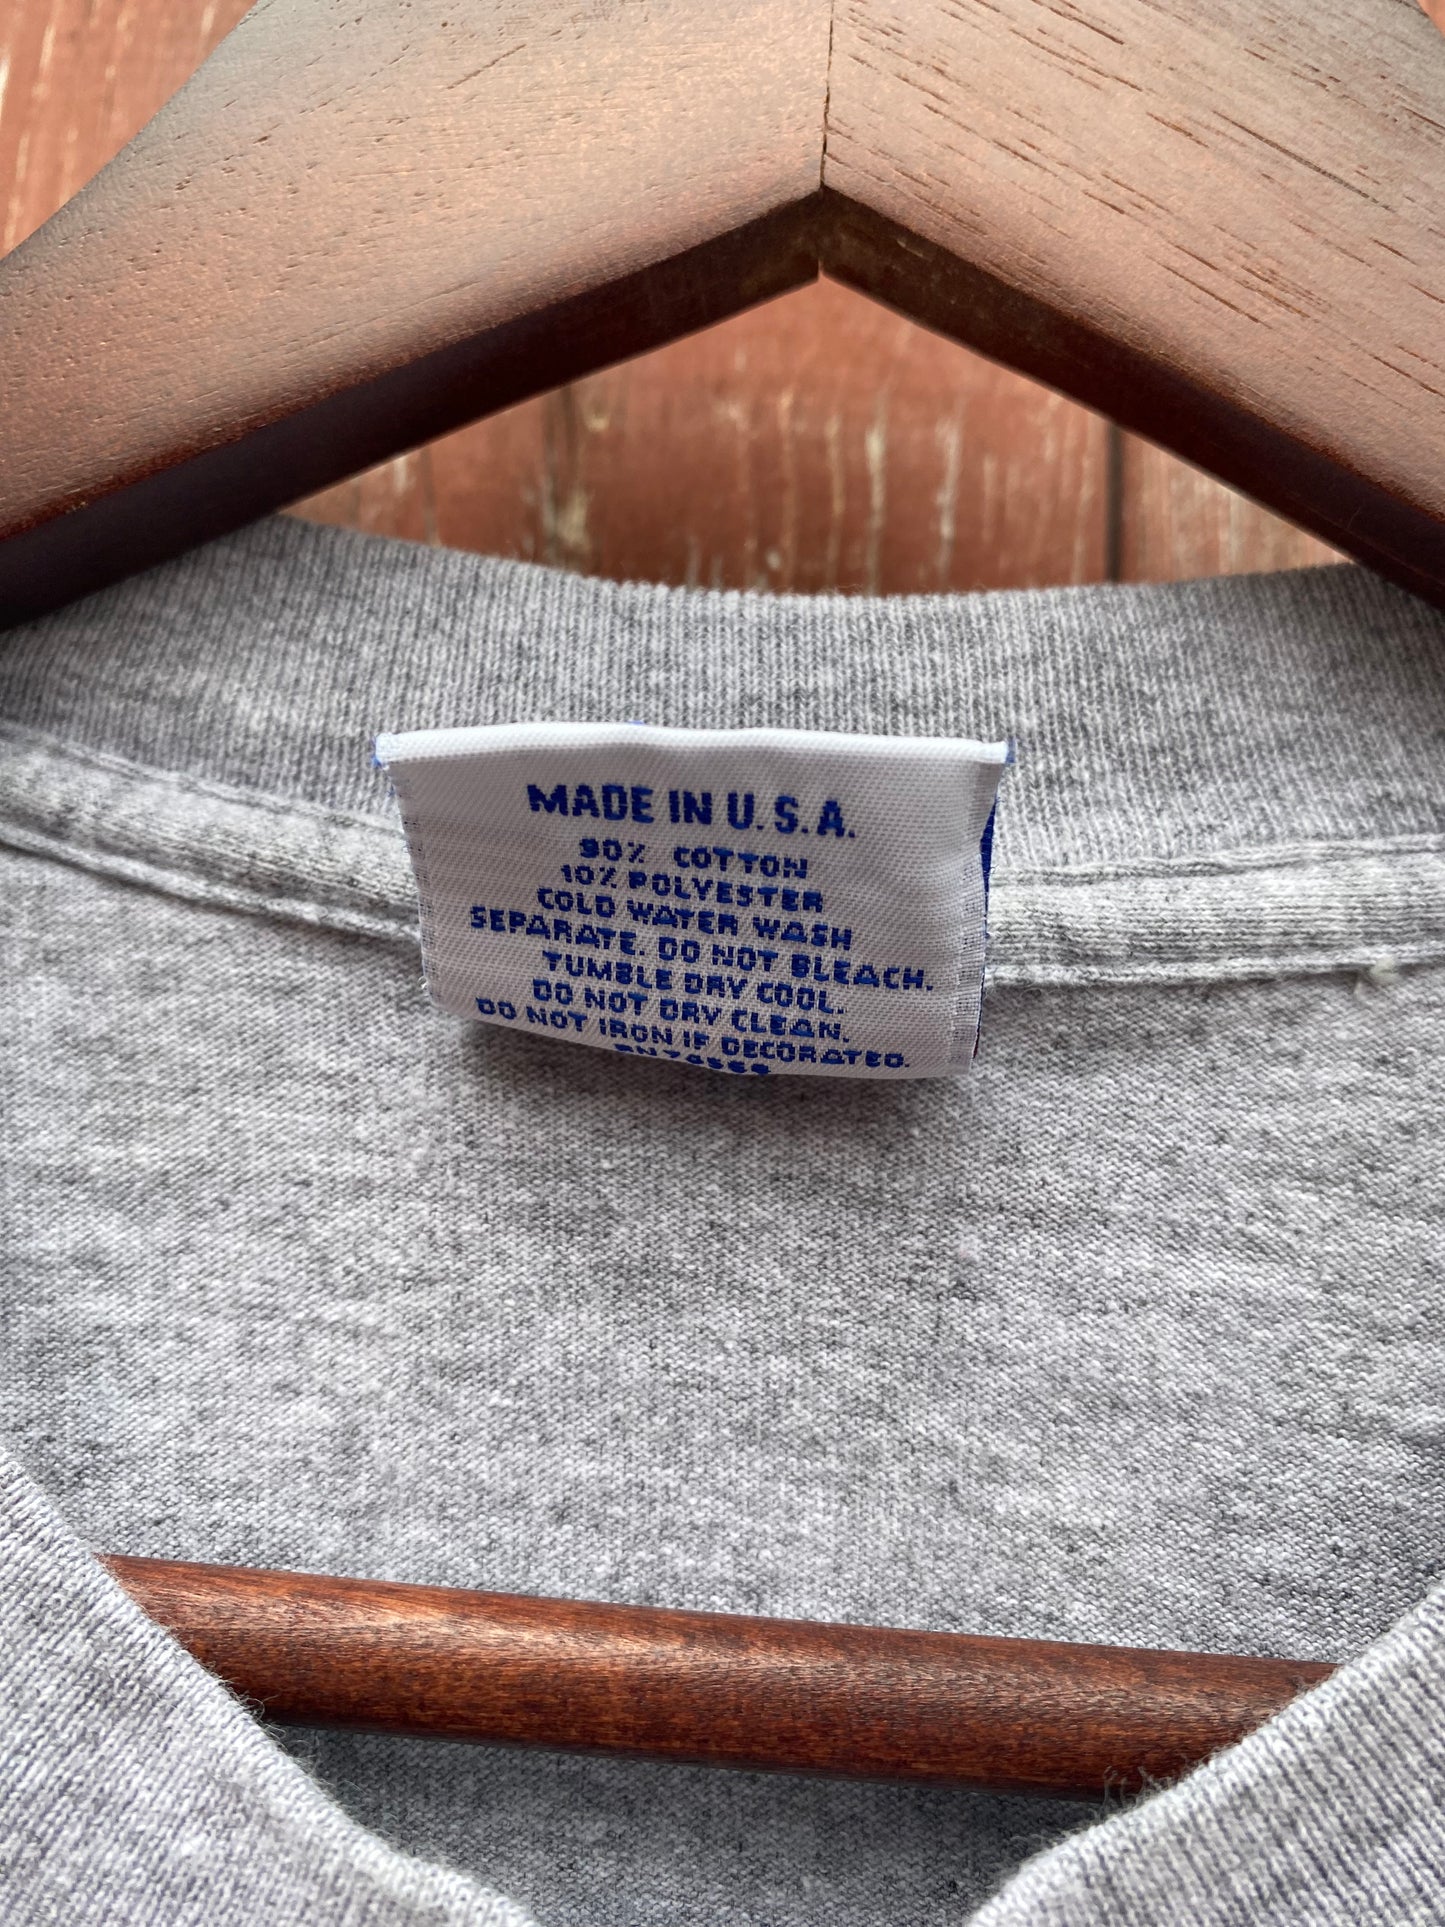 MADE IN U.S.A.
90% COTTON
10% POLYESTER
COLD WATER WASH
SEPARATE. DO NOT BLEACH.
TUMBLE DRY COOL.
DO NOT DRY CLEAN.
DO NOT IRON IF DECORATED.